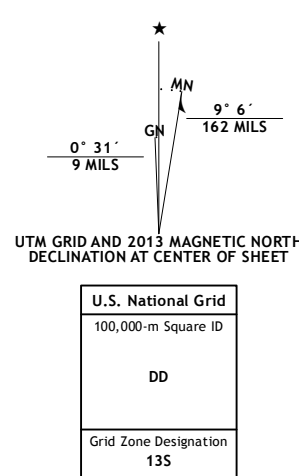 ★
MN
GN
9° 6´
162 MILS
0° 31´
9 MILS
UTM GRID AND 2013 MAGNETIC NORTH
DECLINATION AT CENTER OF SHEET
U.S. National Grid
100,000-m Square ID
DD
Grid Zone Designation
13S